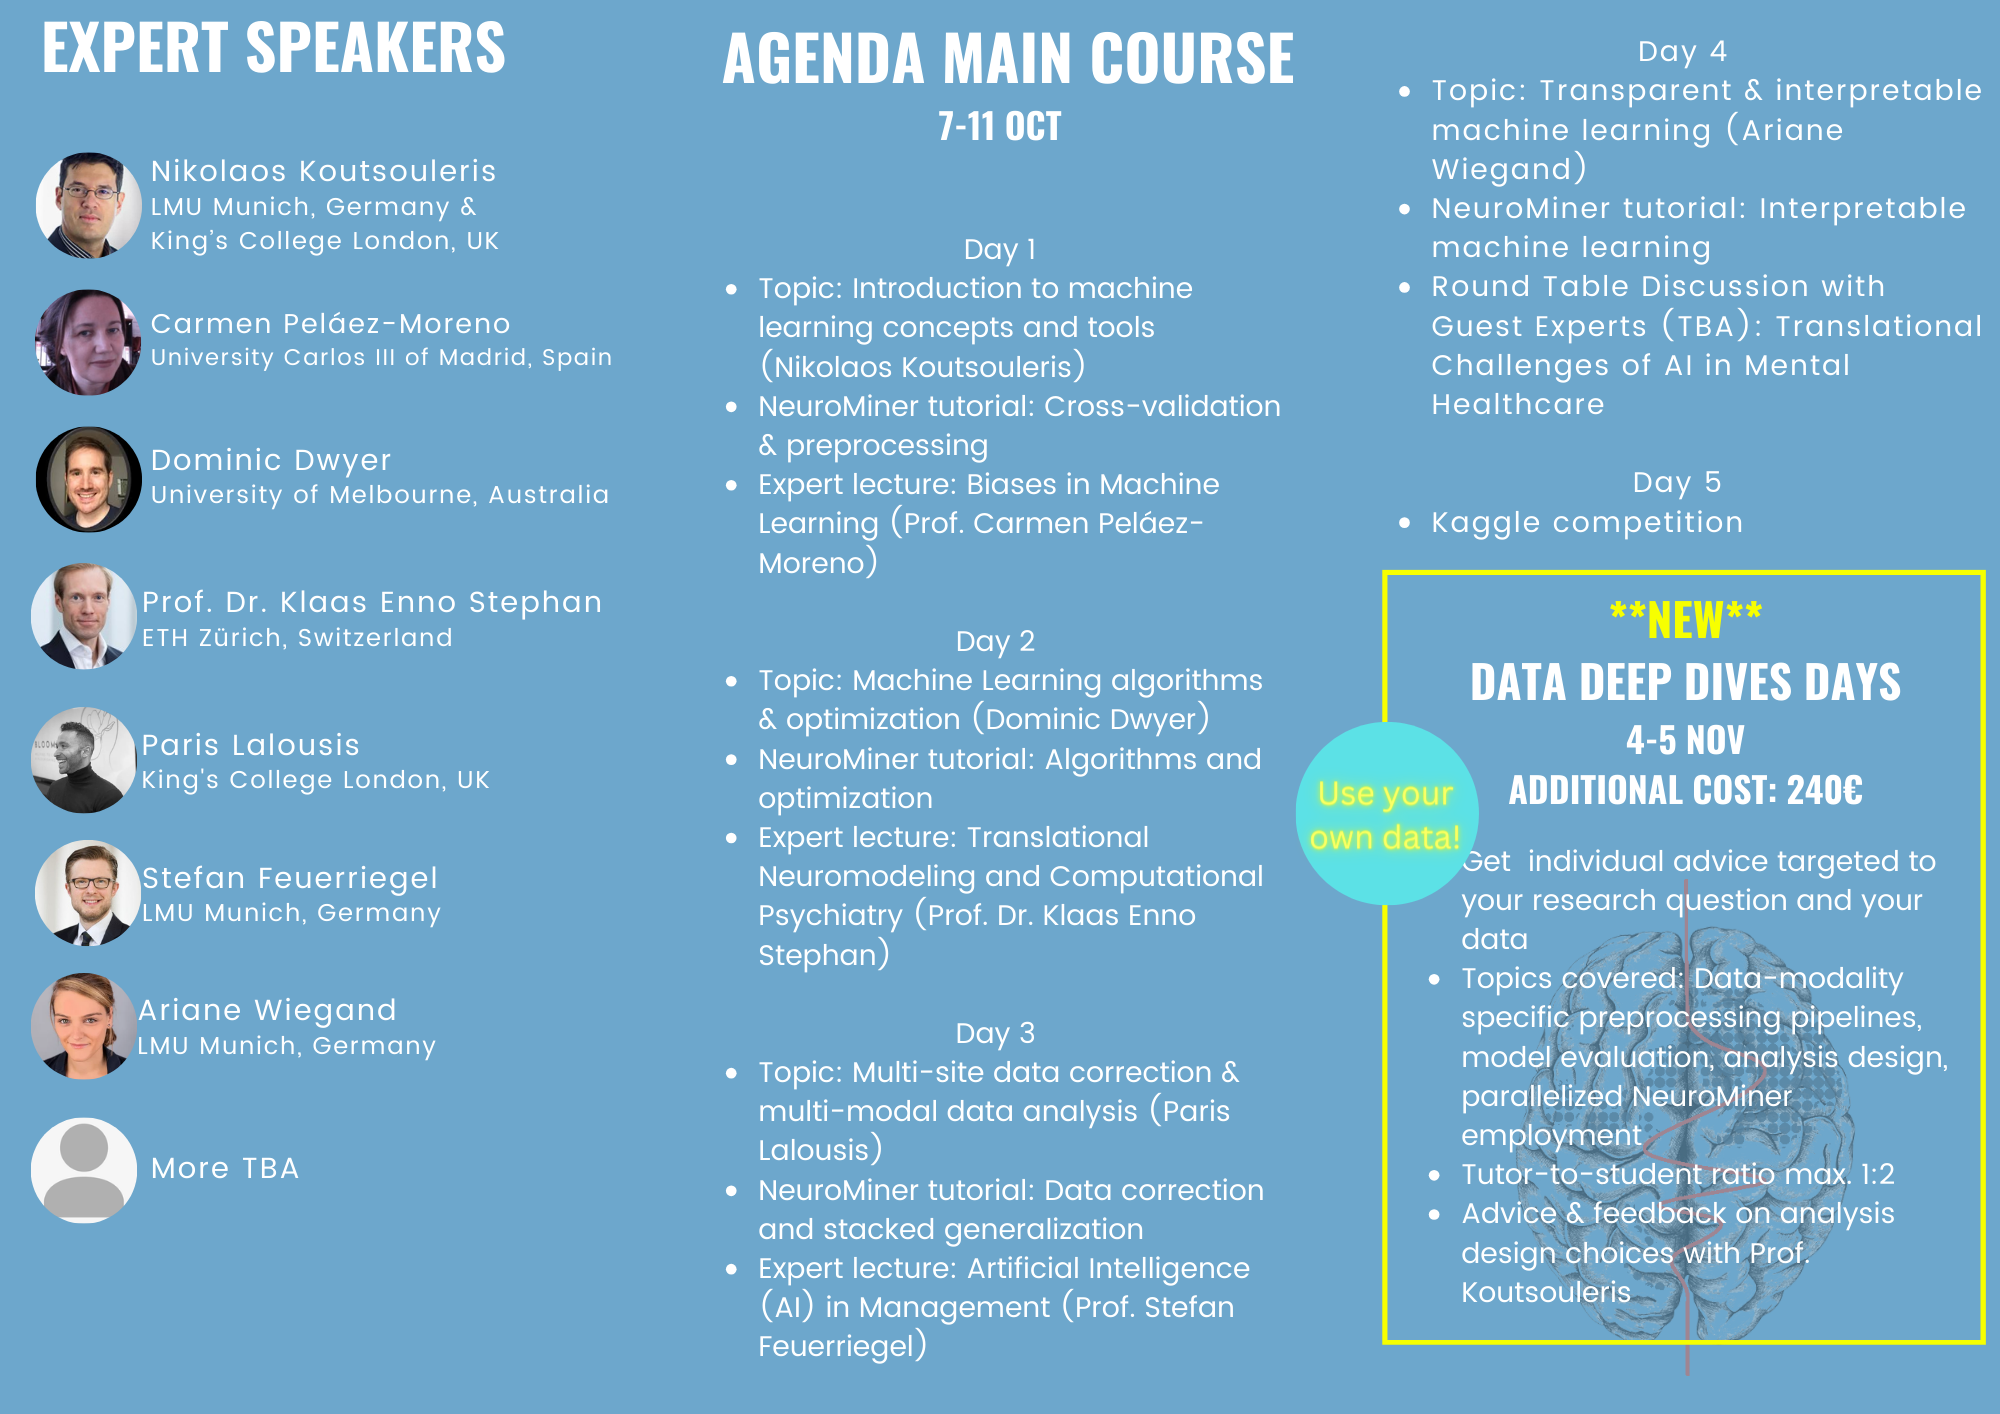 EXPERT SPEAKERS
Nikolaos Koutsouleris
LMU Munich, Germany &
King's College London, UK
Carmen Peláez-Moreno
University Carlos III of Madrid, Spain
Dominic Dwyer
University of Melbourne, Australia
Prof. Dr. Klaas Enno Stephan
ETH Zürich, Switzerland
Paris Lalousis
King's College London, UK
Stefan Feuerriegel
LMU Munich, Germany
Ariane Wiegand
LMU Munich, Germany
More TBA
AGENDA MAIN COURSE
7-11 OCT
Day 1
• Topic: Introduction to machine
learning concepts and tools
(Nikolaos Koutsouleris)
• NeuroMiner tutorial: Cross-validation
& preprocessing
• Expert lecture: Biases in Machine
Learning (Prof. Carmen Peláez-
Moreno)
Day 2
• Topic: Machine Learning algorithms
& optimization (Dominic Dwyer)
• NeuroMiner tutorial: Algorithms and
optimization
• Expert lecture: Translational
Neuromodeling and Computational
Psychiatry (Prof. Dr. Klaas Enno
Stephan)
Day 3
• Topic: Multi-site data correction &
multi-modal data analysis (Paris
Lalousis)
• NeuroMiner tutorial: Data correction
and stacked generalization
• Expert lecture: Artificial Intelligence
(AI) in Management (Prof. Stefan
Feuerriegel)
Day 4
• Topic: Transparent & interpretable
machine learning (Ariane
Wiegand)
• NeuroMiner tutorial: Interpretable
machine learning
• Round Table Discussion with
Guest Experts (TBA): Translational
Challenges of AI in Mental
Healthcare
Day 5
• Kaggle competition
**NEW**
DATA DEEP DIVES DAYS
4-5 NOV
ADDITIONAL COST: 240€
Use your
own data!
Get individual advice targeted to
your research question and your
data
• Topics covered: Data-modality
specific preprocessing pipelines,
model evaluation, analysis design,
parallelized NeuroMiner
employment
• Tutor-to-student ratio max. 1:2
• Advice & feedback on analysis
design choices with Prof.
Koutsouleris